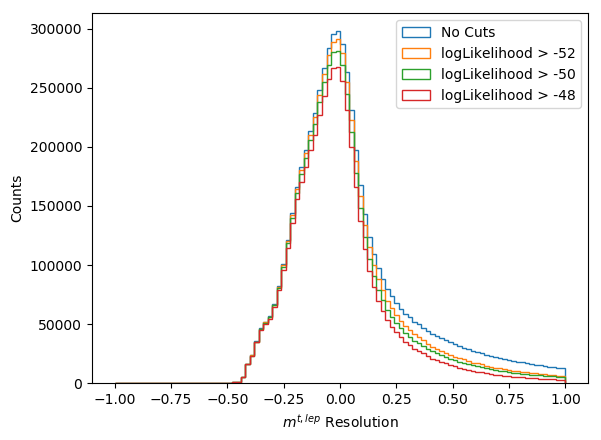 300000
250000
200000
150000
100000
50000
0
Counts
No Cuts
logLikelihood > -52
logLikelihood > -50
logLikelihood > -48
−1.00 −0.75 −0.50 −0.25 0.00 0.25 0.50 0.75 1.00
m^{t, lep} Resolution